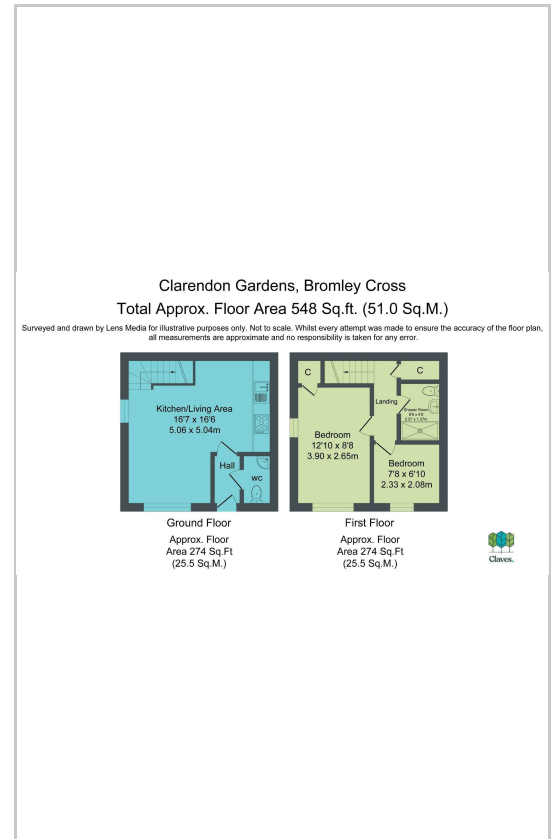 Clarendon Gardens, Bromley Cross
Total Approx. Floor Area 548 Sq.ft. (51.0 Sq.M.)
Surveyed and drawn by Lens Media for illustrative purposes only. Not to scale. Whilst every attempt was made to ensure the accuracy of the floor plan,
all measurements are approximate and no responsibility is taken for any error.
Kitchen/Living Area
16'7 x 16'6
5.06 x 5.04m
Hall
WC
Ground Floor
Approx. Floor
Area 274 Sq.Ft
(25.5 Sq.M.)
C
C
Landing
Shower Room
Bedroom
12'10 x 8'8
3.90 x 2.65m
Bedroom
7'8 x 6'10
2.33 x 2.08m
First Floor
Approx. Floor
Area 274 Sq.Ft
(25.5 Sq.M.)
Claves.